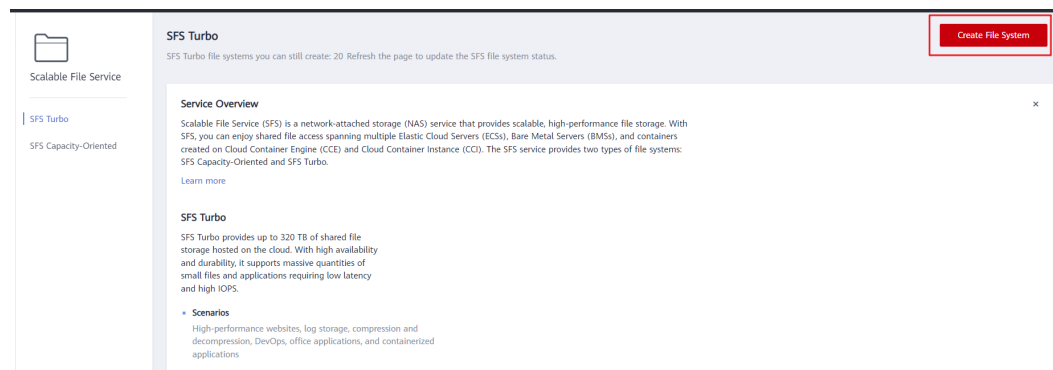 Scalable File Service
SFS Turbo
SFS Capacity-Oriented
SFS Turbo
Create File System
SFS Turbo file systems you can still create: 20 Refresh the page to update the SFS file system status.
Service Overview
×
Scalable File Service (SFS) is a network-attached storage (NAS) service that provides scalable, high-performance file storage. With
SFS, you can enjoy shared file access spanning multiple Elastic Cloud Servers (ECSs), Bare Metal Servers (BMSs), and containers
created on Cloud Container Engine (CCE) and Cloud Container Instance (CCI). The SFS service provides two types of file systems:
SFS Capacity-Oriented and SFS Turbo.
Learn more
SFS Turbo
SFS Turbo provides up to 320 TB of shared file
storage hosted on the cloud. With high availability
and durability, it supports massive quantities of
small files and applications requiring low latency
and high IOPS.
Scenarios
High-performance websites, log storage, compression and
decompression, DevOps, office applications, and containerized
applications